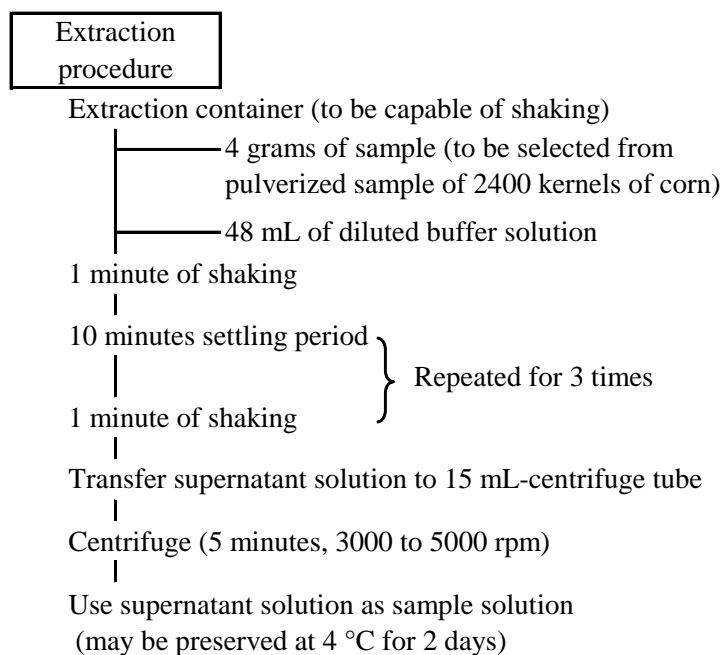 Extraction
procedure
Extraction container (to be capable of shaking)
4 grams of sample (to be selected from
pulverized sample of 2400 kernels of corn)
48 mL of diluted buffer solution
1 minute of shaking
10 minutes settling period
Repeated for 3 times
1 minute of shaking
Transfer supernatant solution to 15 mL-centrifuge tube
Centrifuge (5 minutes, 3000 to 5000 rpm)
Use supernatant solution as sample solution
(may be preserved at 4 °C for 2 days)